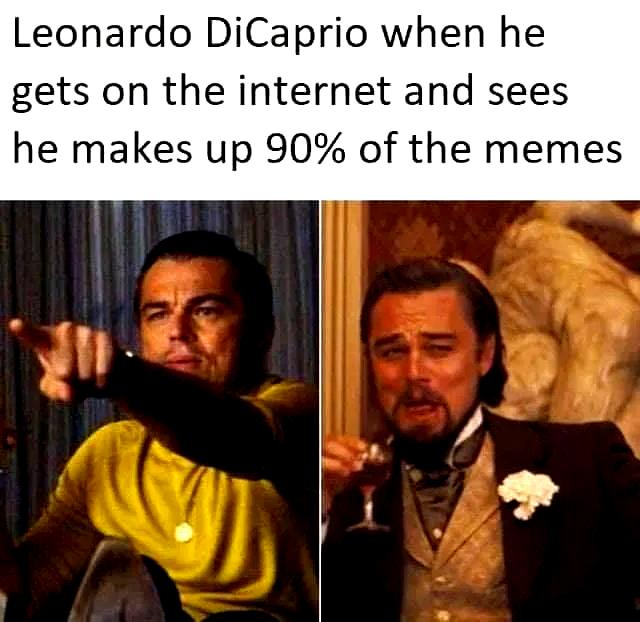 Leonardo DiCaprio when he
gets on the internet and sees
he makes up 90% of the memes